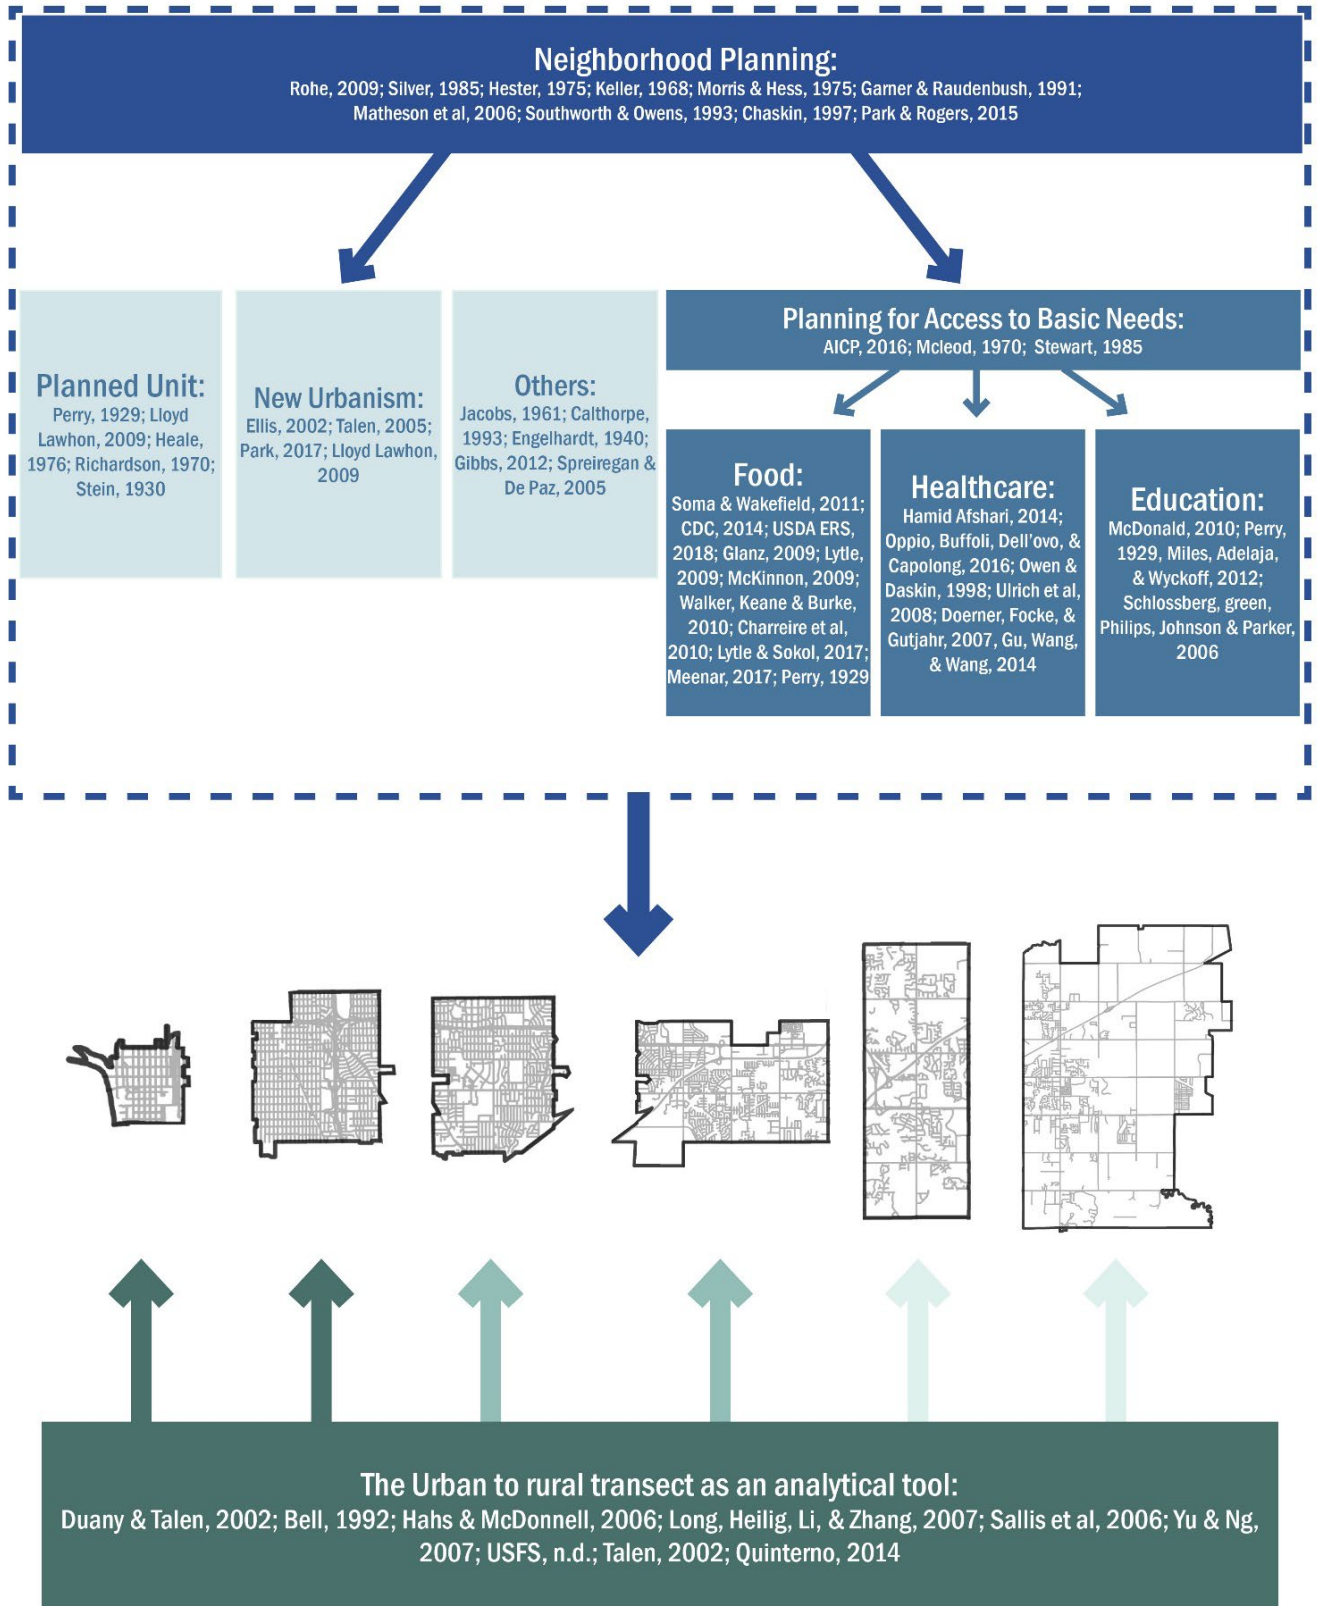 Neighborhood Planning:
Rohe, 2009; Silver, 1985; Hester, 1975; Keller, 1968; Morris & Hess, 1975; Garner & Raudenbush, 1991;
Matheson et al, 2006; Southworth & Owens, 1993; Chaskin, 1997; Park & Rogers, 2015
Planned Unit:
Perry, 1929; Lloyd
Lawhon, 2009; Heale,
1976; Richardson, 1970;
Stein, 1930
New Urbanism:
Ellis, 2002; Talen, 2005;
Park, 2017; Lloyd Lawhon,
2009
Others:
Jacobs, 1961; Calthorpe,
1993; Engelhardt, 1940;
Gibbs, 2012; Spreiregan &
De Paz, 2005
Planning for Access to Basic Needs:
AICP, 2016; Mcleod, 1970; Stewart, 1985
Food:
Soma & Wakefield, 2011;
CDC, 2014; USDA ERS,
2018; Glanz, 2009; Lytle,
2009; McKinnon, 2009;
Walker, Keane & Burke,
2010; Charreire et al,
2010; Lytle & Sokol, 2017;
Meenar, 2017; Perry, 1929
Healthcare:
Hamid Afshari, 2014;
Oppio, Buffoli, Dell'ovo, &
Capolong, 2016; Owen &
Daskin, 1998; Ulrich et al,
2008; Doerner, Focke, &
Gutjahr, 2007, Gu, Wang,
& Wang, 2014
Education:
McDonald, 2010; Perry,
1929, Miles, Adelaja,
& Wyckoff, 2012;
Schlossberg, green,
Philips, Johnson & Parker,
2006
The Urban to rural transect as an analytical tool:
Duany & Talen, 2002; Bell, 1992; Hahs & McDonnell, 2006; Long, Heilig, Li, & Zhang, 2007; Sallis et al, 2006; Yu & Ng,
2007; USFS, n.d.; Talen, 2002; Quinterno, 2014